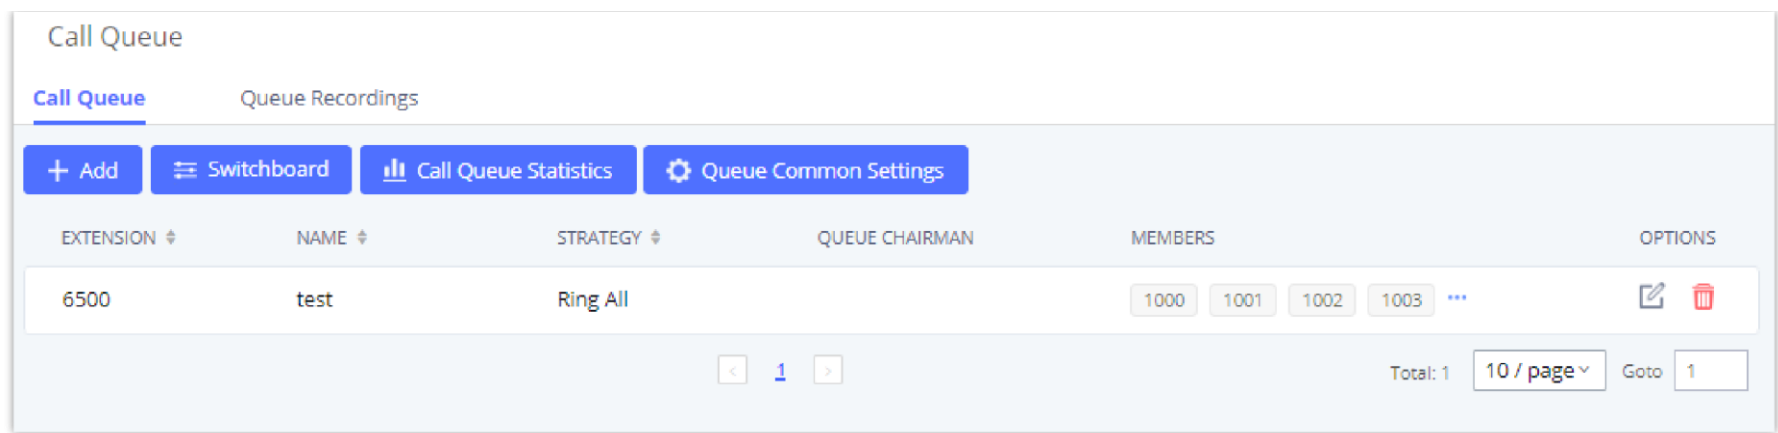 Call Queue
Call Queue Queue Recordings
Add Switchboard Call Queue Statistics Queue Common Settings
EXTENSION NAME STRATEGY QUEUE CHAIRMAN MEMBERS OPTIONS
6500 test Ring All 1000 1001 1002 1003 •••
< 1 > Total: 1 10 / page Goto 1